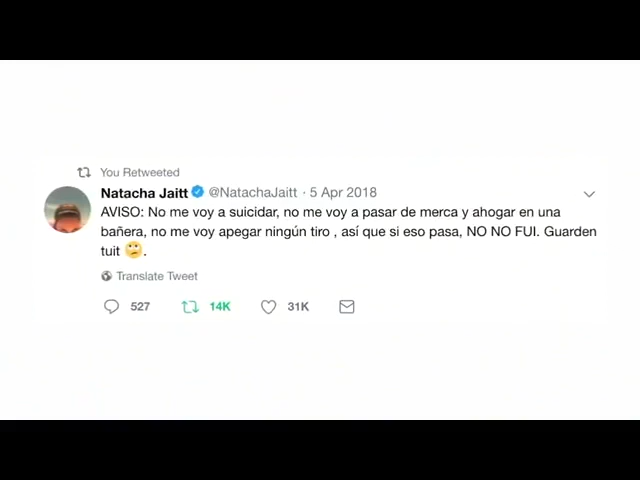 You Retweeted
Natacha Jaitt @NatachaJaitt · 5 Apr 2018
AVISO: No me voy a suicidar, no me voy a pasar de merca y ahogar en una
bañera, no me voy apegar ningún tiro , así que si eso pasa, NO NO FUI. Guarden
tuit 🙄.
Translate Tweet
527 14K 31K